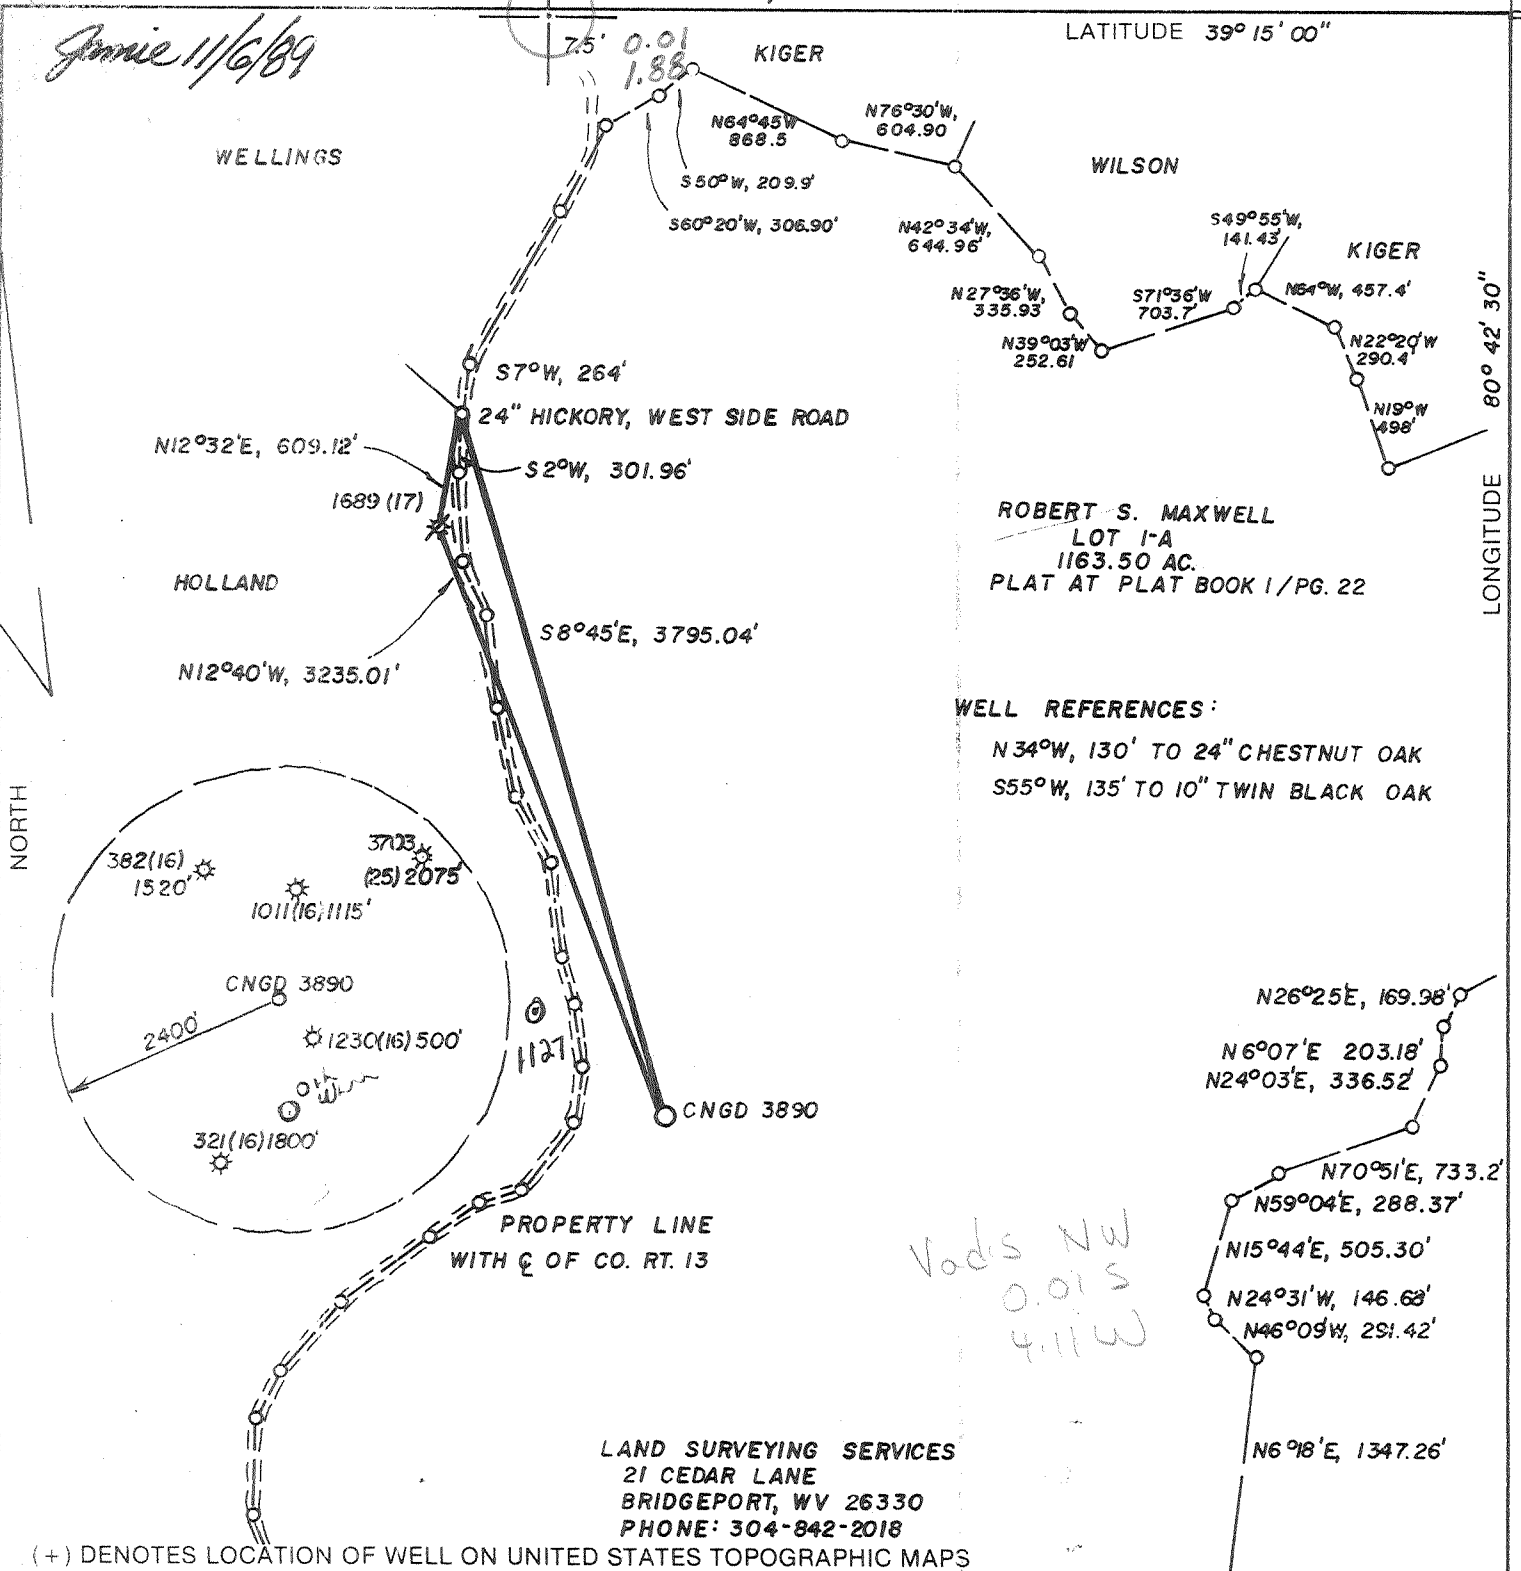 Jamie 11/6/89
7.5'
0.01
1.88
KIGER
LATITUDE 39° 15' 00"
WELLINGS
N64°45'W
868.5
N76°30'W,
604.90
WILSON
S50°W, 209.9'
S60°20'W, 306.90'
N42°34'W,
644.96'
S49°55'W,
141.43'
KIGER
N27°36'W,
335.93'
S71°36'W
703.7'
N64°W, 457.4'
N39°03'W
252.61
N22°20'W
290.4'
N19°W
498'
LONGITUDE 80° 42' 30"
S7°W, 264'
24" HICKORY, WEST SIDE ROAD
N12°32'E, 609.12'
S2°W, 301.96'
1689 (17)
ROBERT S. MAXWELL
LOT 1-A
1163.50 AC.
PLAT AT PLAT BOOK 1/PG. 22
HOLLAND
S8°45'E, 3795.04'
N12°40'W, 3235.01'
WELL REFERENCES:
N34°W, 130' TO 24" CHESTNUT OAK
S55°W, 135' TO 10" TWIN BLACK OAK
NORTH
382(16)
1520'
3703
(25) 2075'
1011(16) 1115'
CNGD 3890
2400'
1230(16) 500'
321(16) 1800'
1127
CNGD 3890
N26°25'E, 169.98'
N6°07'E 203.18'
N24°03'E, 336.52'
N70°51'E, 733.2'
N59°04'E, 288.37'
N15°44'E, 505.30'
N24°31'W, 146.68'
N46°09'W, 291.42'
N6°18'E, 1347.26'
PROPERTY LINE
WITH ℄ OF CO. RT. 13
Vadis NW
0.01 S
4.11 W
LAND SURVEYING SERVICES
21 CEDAR LANE
BRIDGEPORT, WV 26330
PHONE: 304-842-2018
(+) DENOTES LOCATION OF WELL ON UNITED STATES TOPOGRAPHIC MAPS